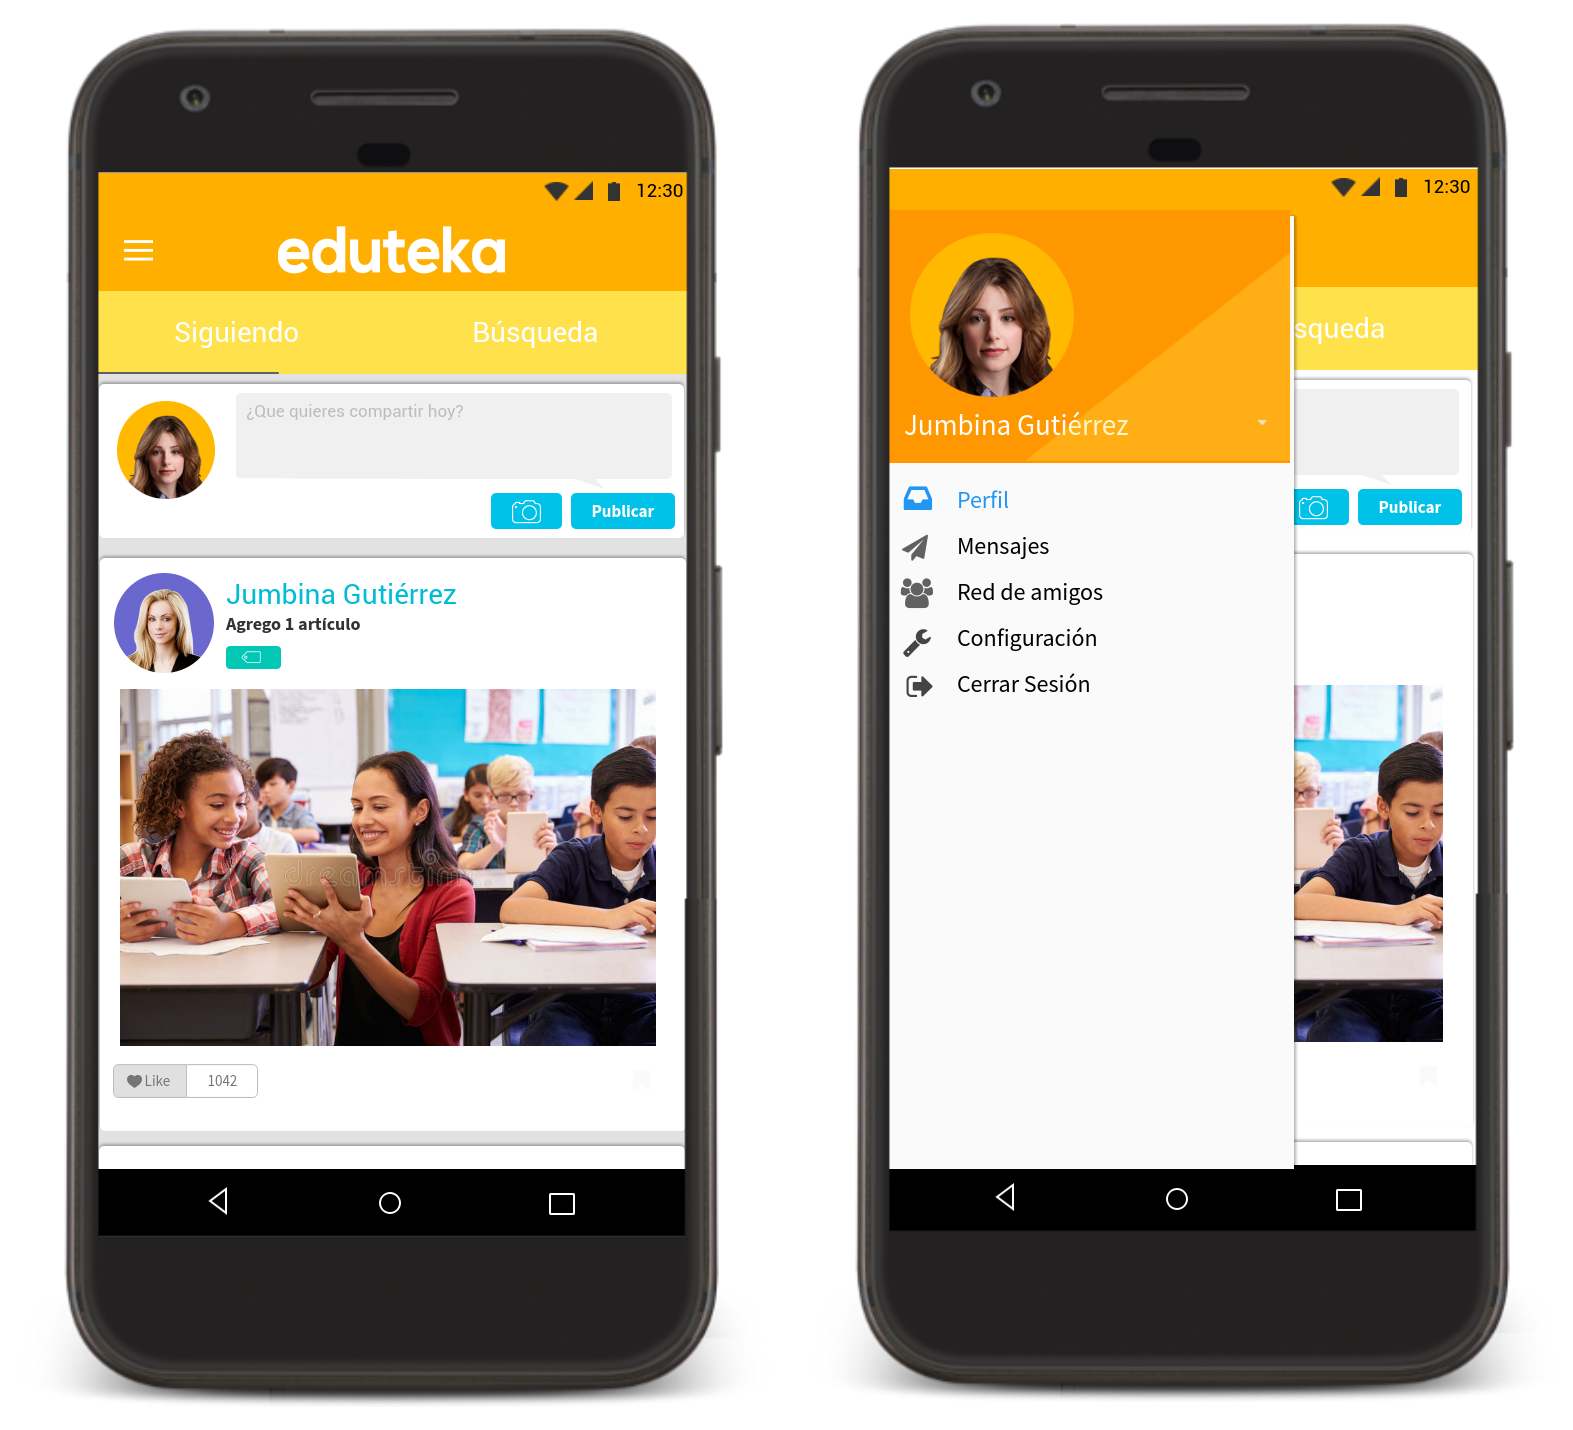 12:30
eduteka
Siguiendo
Búsqueda
¿Que quieres compartir hoy?
Publicar
Jumbina Gutiérrez
Agrego 1 artículo
dreamstime
Like
1042
12:30
squeda
Jumbina Gutiérrez
Publicar
Perfil
Mensajes
Red de amigos
Configuración
Cerrar Sesión